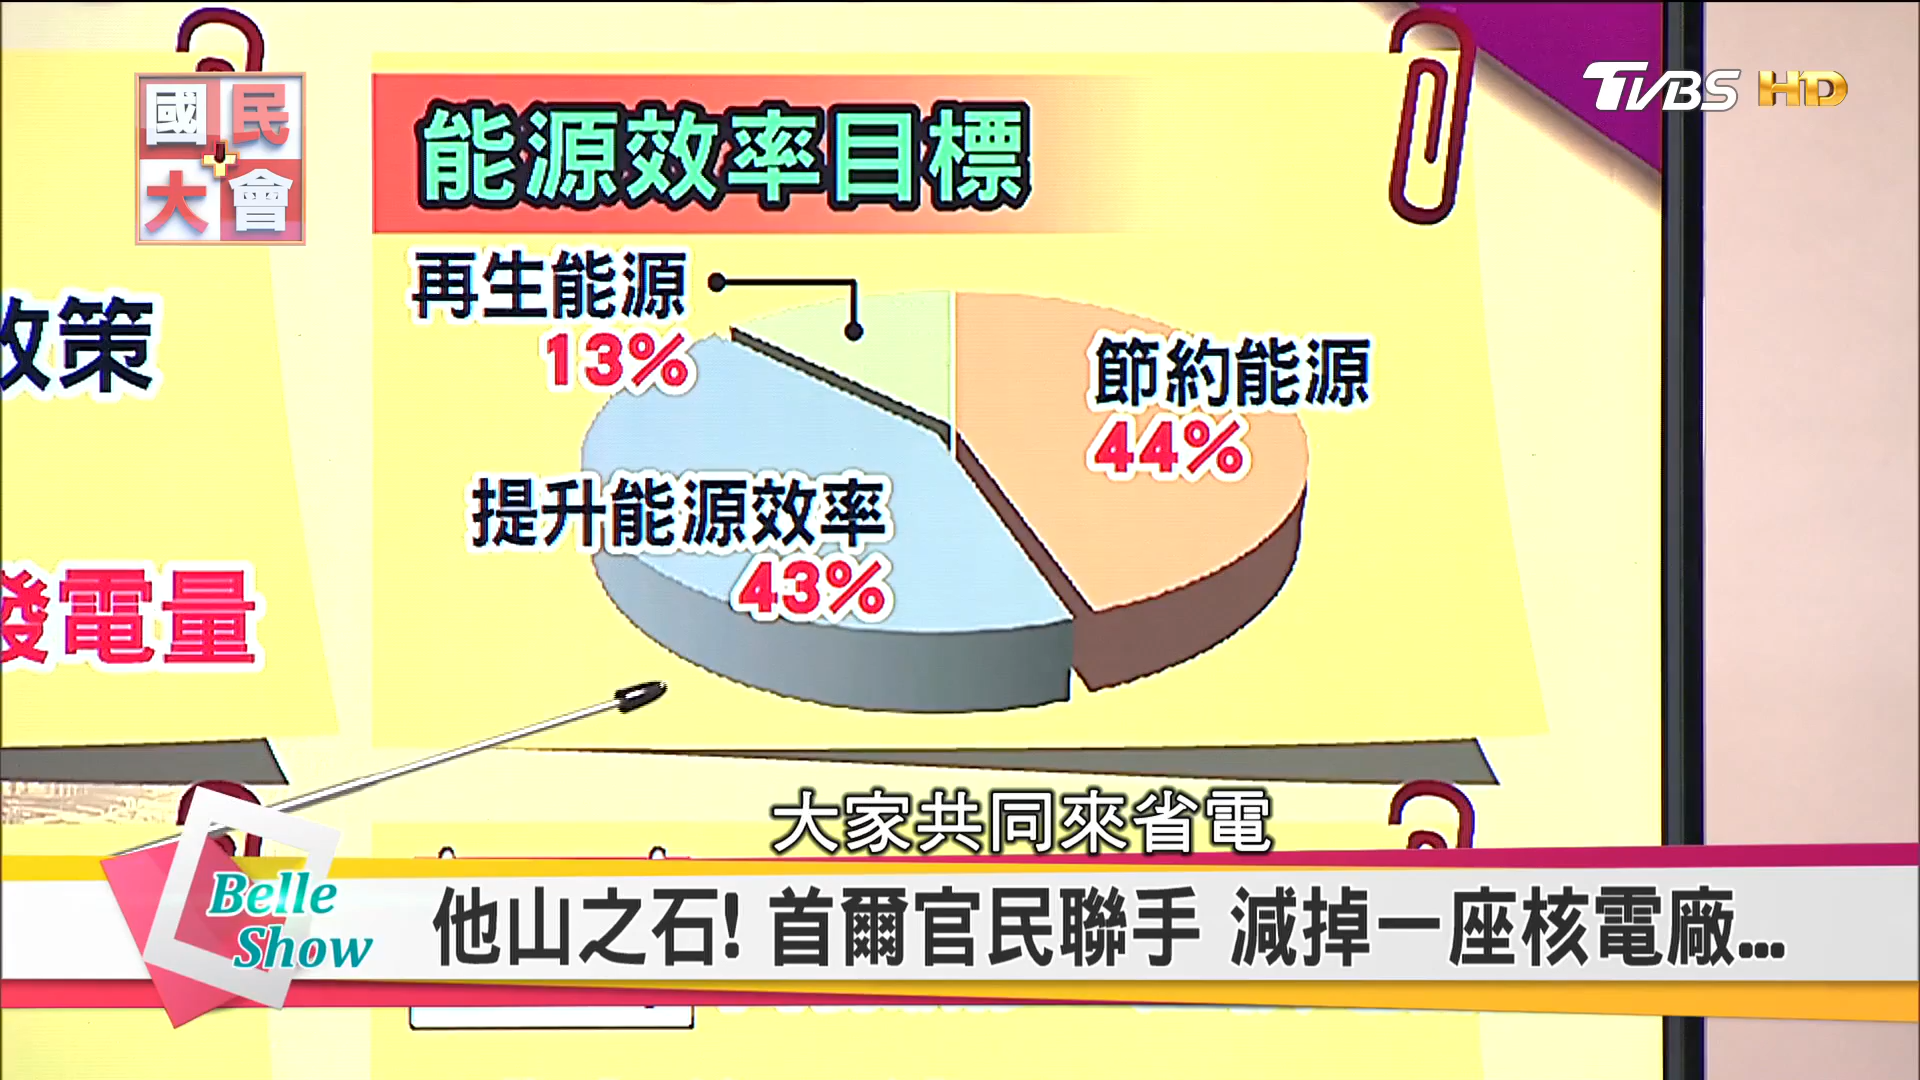 國民
大會
TVBS HD
能源效率目標
再生能源
13%
節約能源
44%
提升能源效率
43%
政策
發電量
大家共同來省電
Belle
Show
他山之石! 首爾官民聯手 減掉一座核電廠...